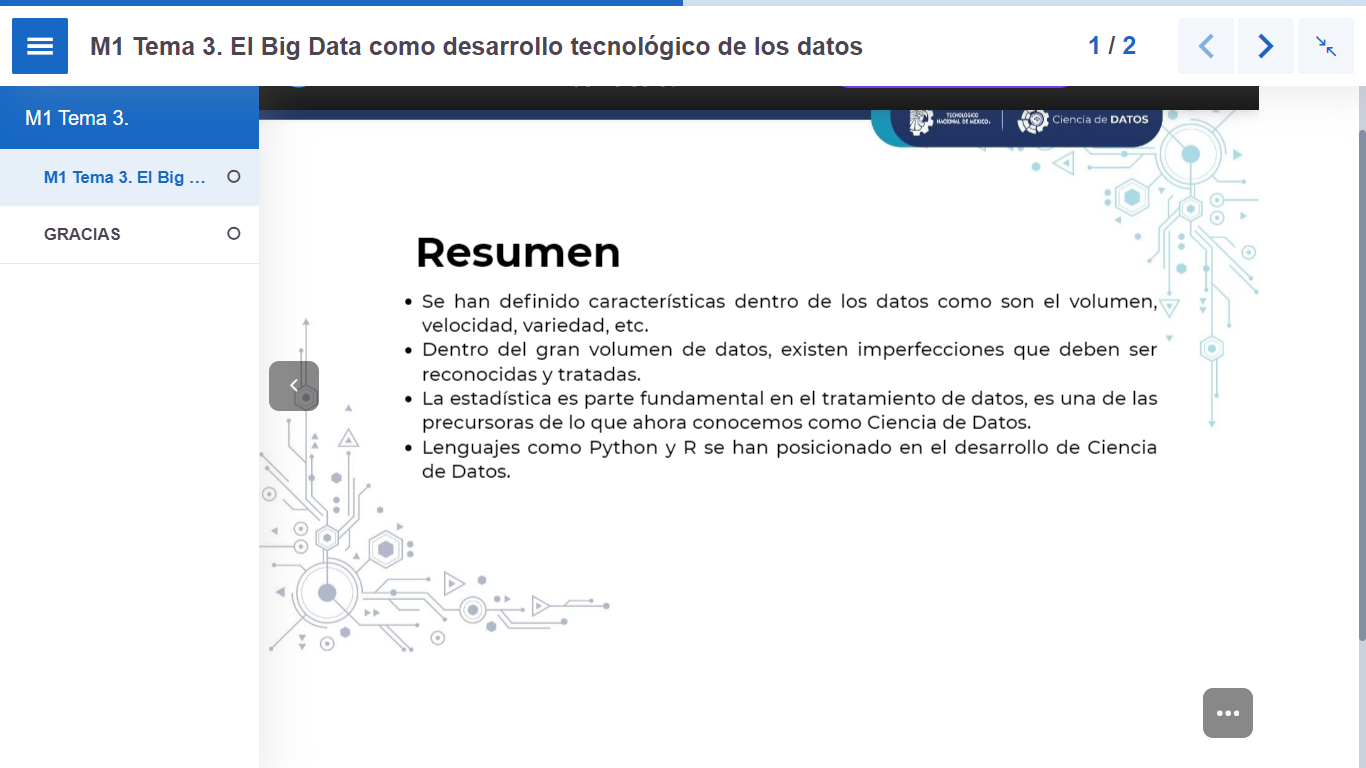 M1 Tema 3. El Big Data como desarrollo tecnológico de los datos
1 / 2
M1 Tema 3.
M1 Tema 3. El Big ...
GRACIAS
TECNOLÓGICO
NACIONAL DE MÉXICO
Ciencia de DATOS
Resumen
• Se han definido características dentro de los datos como son el volumen,
velocidad, variedad, etc.
• Dentro del gran volumen de datos, existen imperfecciones que deben ser
reconocidas y tratadas.
• La estadística es parte fundamental en el tratamiento de datos, es una de las
precursoras de lo que ahora conocemos como Ciencia de Datos.
• Lenguajes como Python y R se han posicionado en el desarrollo de Ciencia
de Datos.